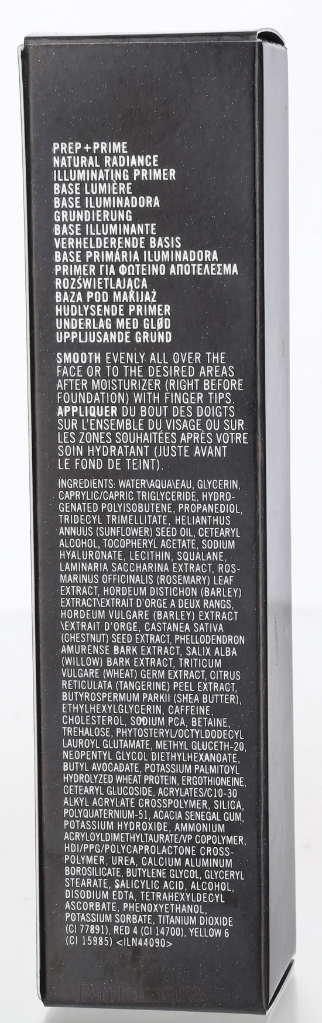 PREP+PRIME
NATURAL RADIANCE
ILLUMINATING PRIMER
BASE LUMIÈRE
BASE ILUMINADORA
GRUNDIERUNG
BASE ILLUMINANTE
VERHELDERENDE BASIS
BASE PRIMÁRIA ILUMINADORA
PRIMER ΓΙΑ ΦΩΤΕΙΝΟ ΑΠΟΤΕΛΕΣΜΑ
ROZŚWIETLAJĄCA
BAZA POD MAKIJAŻ
HUDLYSENDE PRIMER
UNDERLAG MED GLØD
UPPLJUSANDE GRUND
SMOOTH EVENLY ALL OVER THE
FACE OR TO THE DESIRED AREAS
AFTER MOISTURIZER (RIGHT BEFORE
FOUNDATION) WITH FINGER TIPS.
APPLIQUER DU BOUT DES DOIGTS
SUR L'ENSEMBLE DU VISAGE OU SUR
LES ZONES SOUHAITÉES APRÈS VOTRE
SOIN HYDRATANT (JUSTE AVANT
LE FOND DE TEINT).
INGREDIENTS: WATER\AQUA\EAU, GLYCERIN,
CAPRYLIC/CAPRIC TRIGLYCERIDE, HYDRO-
GENATED POLYISOBUTENE, PROPANEDIOL,
TRIDECYL TRIMELLITATE, HELIANTHUS
ANNUUS (SUNFLOWER) SEED OIL, CETEARYL
ALCOHOL, TOCOPHERYL ACETATE, SODIUM
HYALURONATE, LECITHIN, SQUALANE,
LAMINARIA SACCHARINA EXTRACT, ROS-
MARINUS OFFICINALIS (ROSEMARY) LEAF
EXTRACT, HORDEUM DISTICHON (BARLEY)
EXTRACT\EXTRAIT D'ORGE A DEUX RANGS,
HORDEUM VULGARE (BARLEY) EXTRACT
\EXTRAIT D'ORGE, CASTANEA SATIVA
(CHESTNUT) SEED EXTRACT, PHELLODENDRON
AMURENSE BARK EXTRACT, SALIX ALBA
(WILLOW) BARK EXTRACT, TRITICUM
VULGARE (WHEAT) GERM EXTRACT, CITRUS
RETICULATA (TANGERINE) PEEL EXTRACT,
BUTYROSPERMUM PARKII (SHEA BUTTER),
ETHYLHEXYLGLYCERIN, CAFFEINE,
CHOLESTEROL, SODIUM PCA, BETAINE,
TREHALOSE, PHYTOSTERYL/OCTYLDODECYL
LAUROYL GLUTAMATE, METHYL GLUCETH-20,
NEOPENTYL GLYCOL DIETHYLHEXANOATE,
BUTYL AVOCADATE, POTASSIUM PALMITOYL
HYDROLYZED WHEAT PROTEIN, ERGOTHIONEINE,
CETEARYL GLUCOSIDE, ACRYLATES/C10-30
ALKYL ACRYLATE CROSSPOLYMER, SILICA,
POLYQUATERNIUM-51, ACACIA SENEGAL GUM,
POTASSIUM HYDROXIDE, AMMONIUM
ACRYLOYLDIMETHYLTAURATE/VP COPOLYMER,
HDI/PPG/POLYCAPROLACTONE CROSS-
POLYMER, UREA, CALCIUM ALUMINUM
BOROSILICATE, BUTYLENE GLYCOL, GLYCERYL
STEARATE, SALICYLIC ACID, ALCOHOL,
DISODIUM EDTA, TETRAHEXYLDECYL
ASCORBATE, PHENOXYETHANOL,
POTASSIUM SORBATE, TITANIUM DIOXIDE
(CI 77891), RED 4 (CI 14700), YELLOW 6
(CI 15985) <ILN44090>